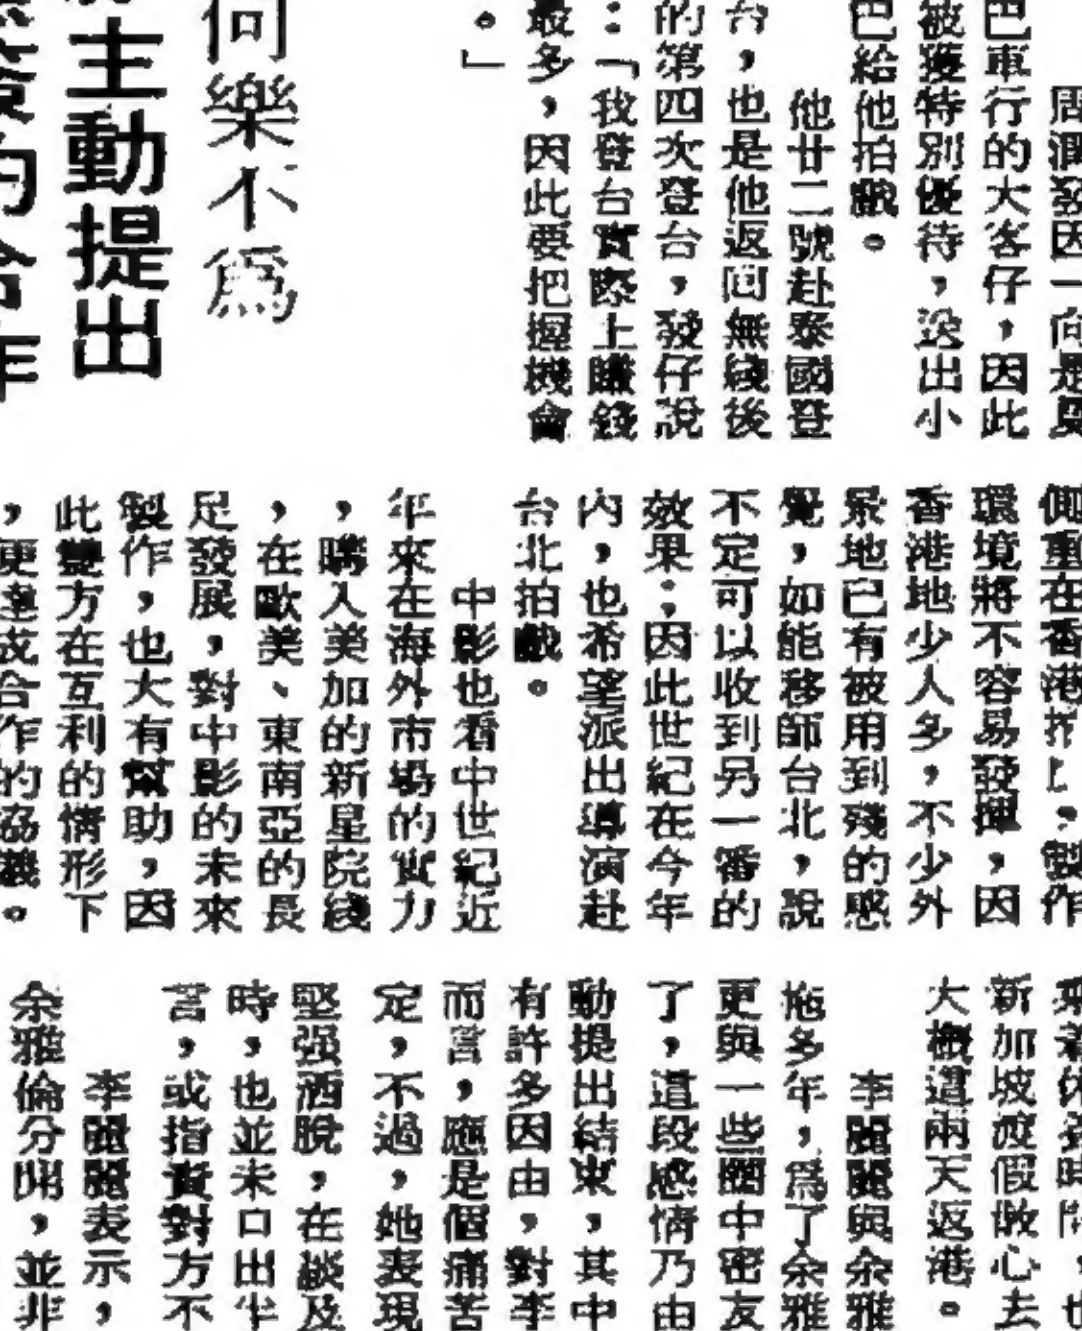 周潤發因一向是
巴車行的大客仔，因此
被獲特別優待，送出小
巴給他拍戲。
他廿二號赴泰國登
台，也是他返回無綫後
的第四次登台，發仔說
：「我登台實際上賺錢
最多，因此要把握機會
。」
何樂不為
主動提出
的合作
側重在香港拍，製作
環境將不容易發揮，因
香港地少人多，不少外
景地已有被用到殘的感
覺，如能移師台北，說
不定可以收到另一番的
效果；因此世紀在今年
內，也希望派出導演赴
台北拍戲。
中影也看中世紀近
年來在海外市場的實力
，購入美加的新星院綫
，在歐美、東南亞的長
足發展，對中影的未來
製作，也大有幫助，因
此雙方在互利的情形下
，更達成合作的協議。
乘着休息時間，也
新加坡渡假散心去
大概這兩天返港。
李麗麗與余雅
拖多年，爲了余雅
更與一些圈中密友
了，這段感情乃由
動提出結束，其中
有許多因由，對李
而言，應是個痛苦
定，不過，她表現
堅强洒脫，在談及
時，也並未口出半
言，或指責對方不
李麗麗表示，
余雅倫分開，並非